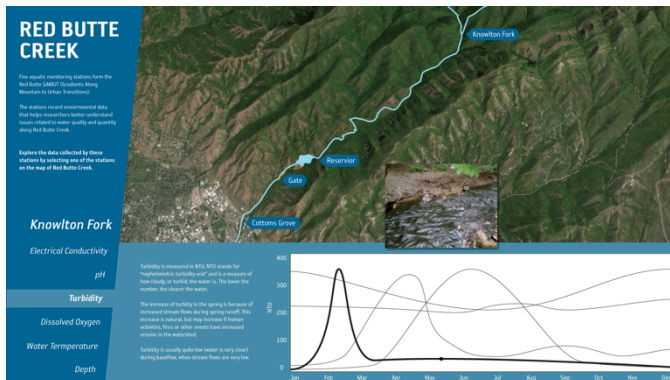 RED BUTTE
CREEK
Five aquatic monitoring stations form the
Red Butte GAMUT (Gradients Along
Mountain to Urban Transitions).
The stations record environmental data
that helps researchers better understand
issues related to water quality and quantity
along Red Butte Creek.
Explore the data collected by these
stations by selecting one of the stations
on the map of Red Butte Creek.
Knowlton Fork
Reservior
Gate
Cottoms Grove
Knowlton Fork
Electrical Conductivity
pH
Turbidity
Dissolved Oxygen
Water Termperature
Depth
Turbidity is measured in NTU. NTU stands for
"nephelometric turbidity unit" and is a measure of
how cloudy, or turbid, the water is. The lower the
number, the clearer the water.
The increase of turbitiy in the spring is because of
increased stream flows during spring runoff. This
increase is natural, but may increase if human
activities, fires or other events have increased
erosion in the watershed.
Turbidity is usually quite low (water is very clear)
during baseflow, when stream flows are very low.
400
300
200
100
0
NTU
Jan Feb Mar Apr May Jun Jul Aug Sep Oct Nov